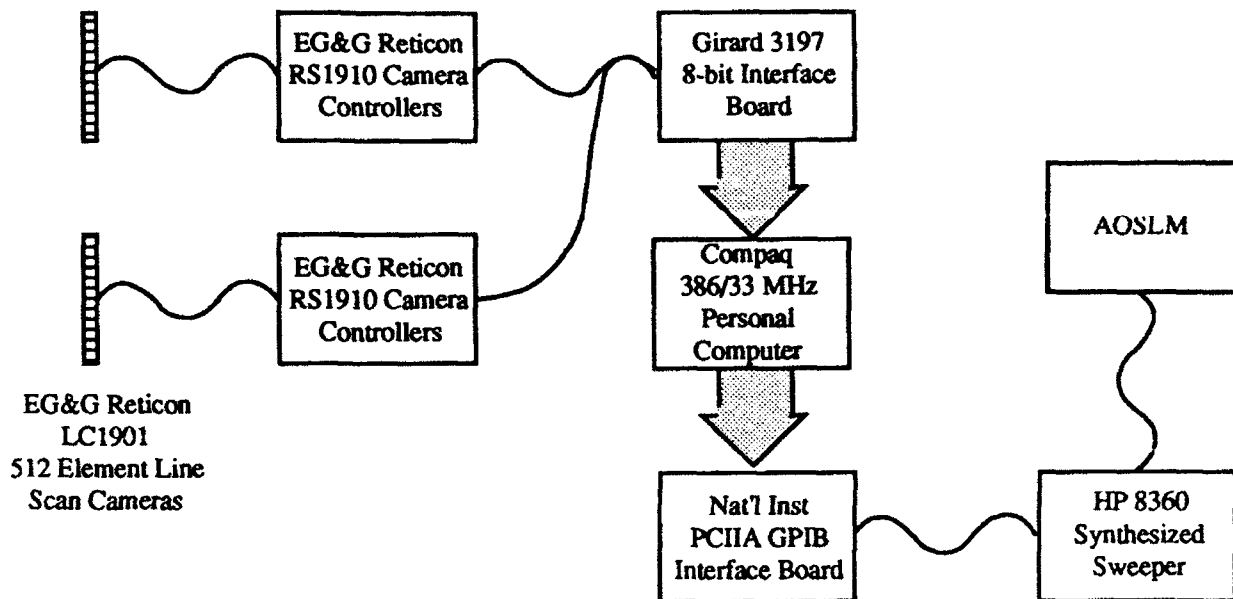 EG&G Reticon
RS1910 Camera
Controllers
Girard 3197
8-bit Interface
Board
EG&G Reticon
RS1910 Camera
Controllers
Compaq
386/33 MHz
Personal
Computer
AOSLM
EG&G Reticon
LC1901
512 Element Line
Scan Cameras
Nat'l Inst
PCIIA GPIB
Interface Board
HP 8360
Synthesized
Sweeper